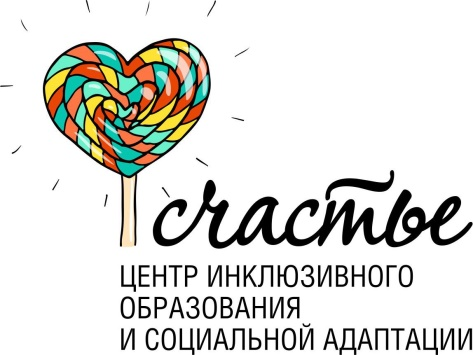 счастье
ЦЕНТР ИНКЛЮЗИВНОГО
ОБРАЗОВАНИЯ
И СОЦИАЛЬНОЙ АДАПТАЦИИ